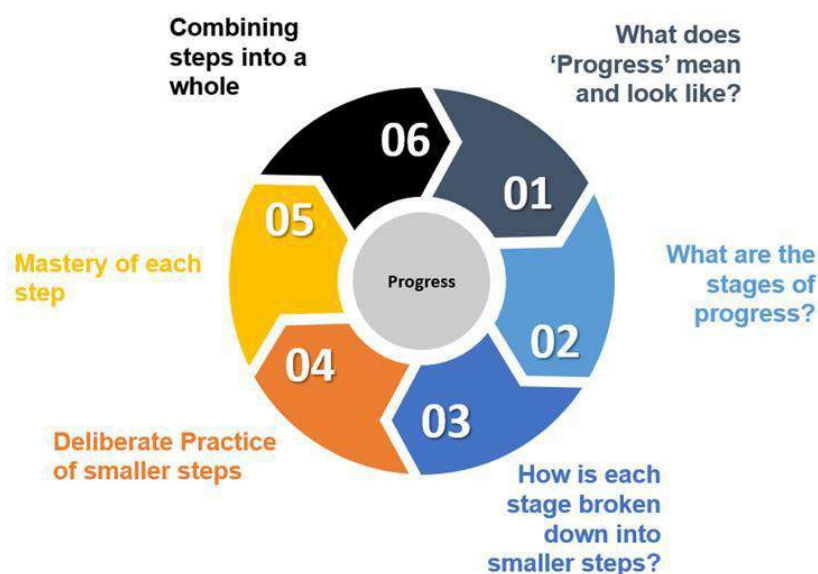 What does
‘Progress’ mean
and look like?
01
What are the
stages of
progress?
02
How is each
stage broken
down into
smaller steps?
03
Deliberate Practice
of smaller steps
04
Mastery of each
step
05
Combining
steps into a
whole
06
Progress